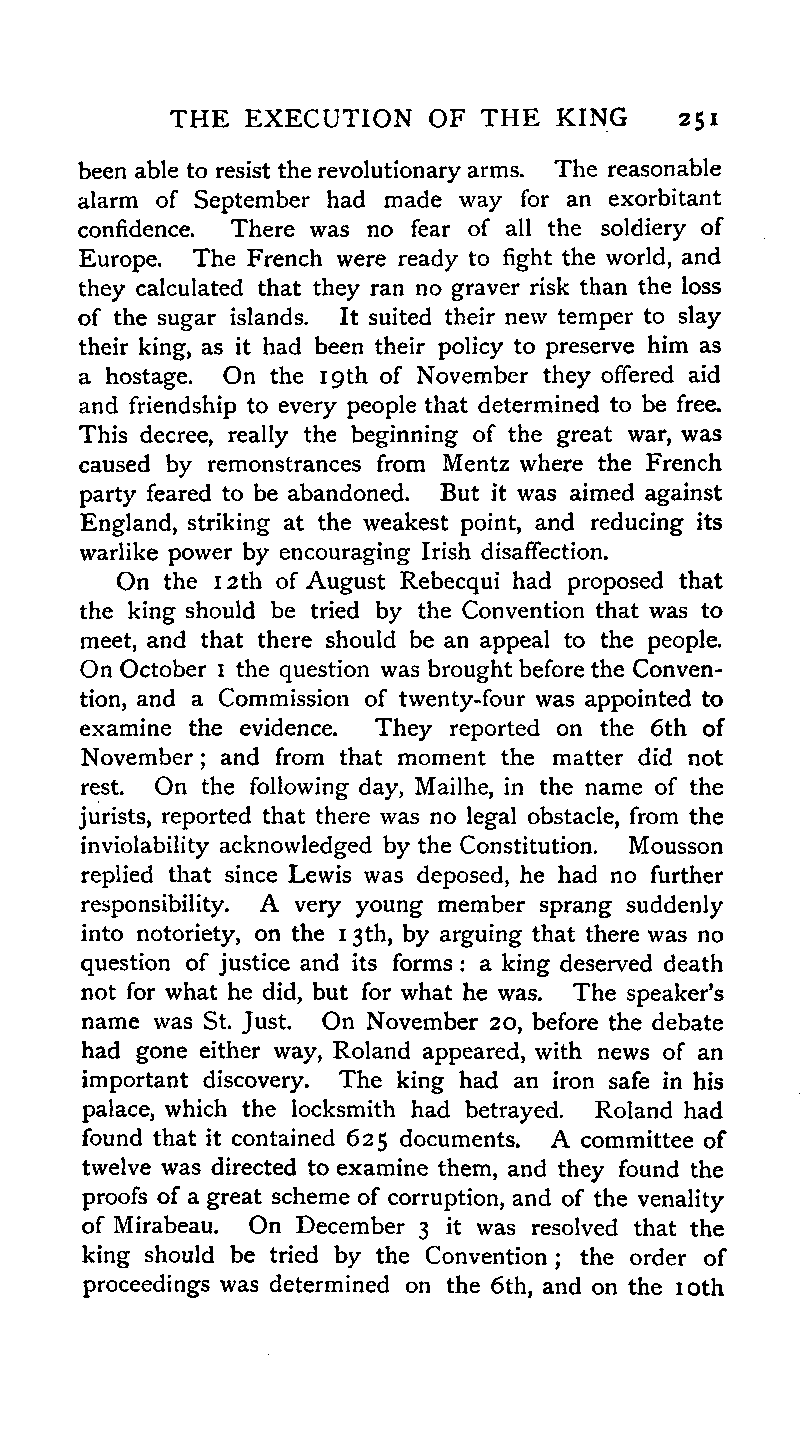 THE EXECUTION OF THE KING 251
been able to resist the revolutionary arms. The reasonable
alarm of September had made way for an exorbitant
confidence. There was no fear of all the soldiery of
Europe. The French were ready to fight the world, and
they calculated that they ran no graver risk than the loss
of the sugar islands. It suited their new temper to slay
their king, as it had been their policy to preserve him as
a hostage. On the 19th of November they offered aid
and friendship to every people that determined to be free.
This decree, really the beginning of the great war, was
caused by remonstrances from Mentz where the French
party feared to be abandoned. But it was aimed against
England, striking at the weakest point, and reducing its
warlike power by encouraging Irish disaffection.
On the 12th of August Rebecqui had proposed that
the king should be tried by the Convention that was to
meet, and that there should be an appeal to the people.
On October 1 the question was brought before the Conven-
tion, and a Commission of twenty-four was appointed to
examine the evidence. They reported on the 6th of
November; and from that moment the matter did not
rest. On the following day, Mailhe, in the name of the
jurists, reported that there was no legal obstacle, from the
inviolability acknowledged by the Constitution. Mousson
replied that since Lewis was deposed, he had no further
responsibility. A very young member sprang suddenly
into notoriety, on the 13th, by arguing that there was no
question of justice and its forms: a king deserved death
not for what he did, but for what he was. The speaker's
name was St. Just. On November 20, before the debate
had gone either way, Roland appeared, with news of an
important discovery. The king had an iron safe in his
palace, which the locksmith had betrayed. Roland had
found that it contained 625 documents. A committee of
twelve was directed to examine them, and they found the
proofs of a great scheme of corruption, and of the venality
of Mirabeau. On December 3 it was resolved that the
king should be tried by the Convention; the order of
proceedings was determined on the 6th, and on the 10th